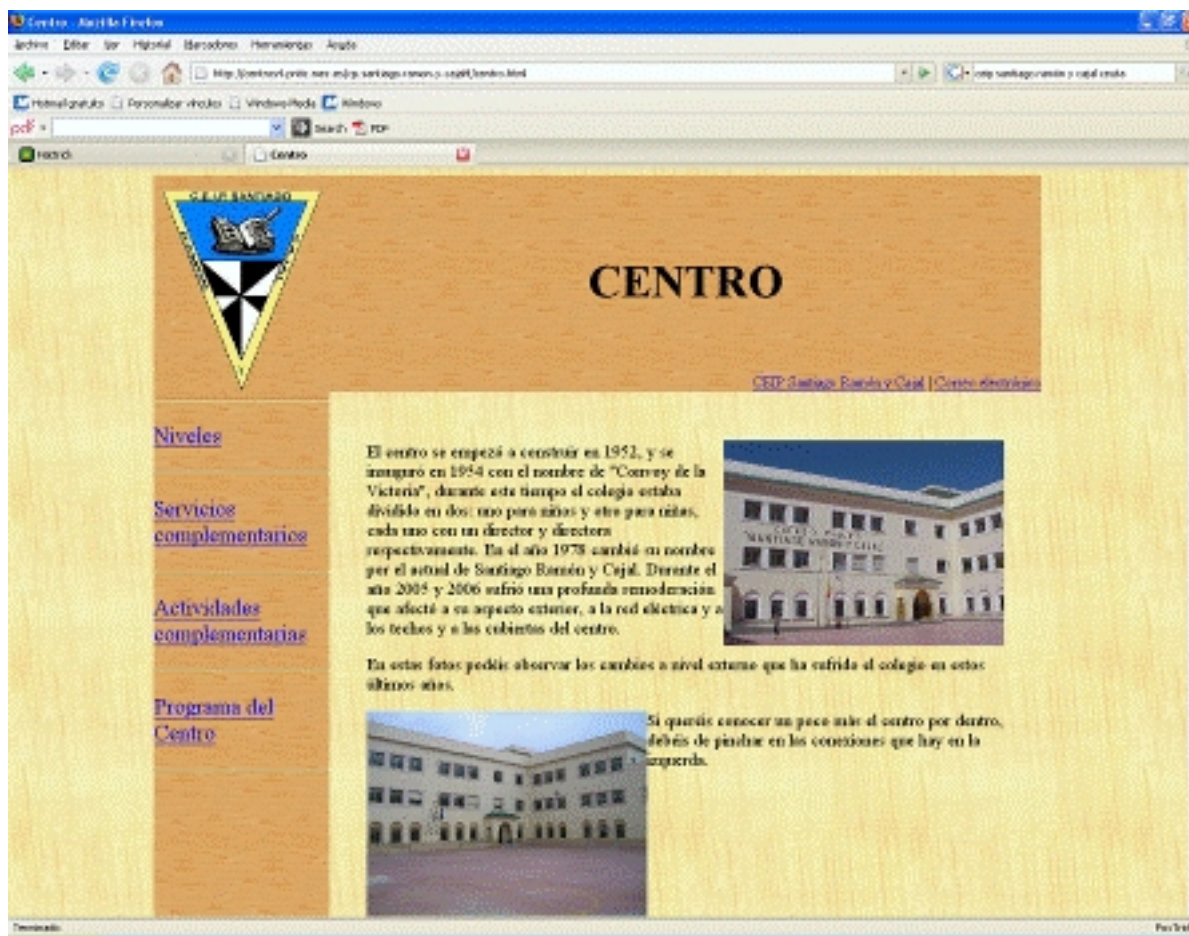 Centro - Mozilla Firefox
Archivo Editar Ver Historial Marcadores Herramientas Ayuda
Hotmail gratuito Personalizar vínculos Windows Media Windows
pdf Search PDF
Centro
C.E.I.P. SANTIAGO
CENTRO
CEIP Santiago Ramón y Cajal | Correo electrónico
Niveles
Servicios
complementarios
Actividades
complementarias
Programa del
Centro
El centro se empezó a construir en 1952, y se
inauguró en 1954 con el nombre de "Convoy de la
Victoria", durante este tiempo el colegio estaba
dividido en dos: uno para niños y otro para niñas,
cada uno con un director y directora
respectivamente. En el año 1978 cambió su nombre
por el actual de Santiago Ramón y Cajal. Durante el
año 2005 y 2006 sufrió una profunda remoderación
que afectó a su aspecto exterior, a la red eléctrica y a
los techos y a las cubiertas del centro.
En estas fotos podéis observar los cambios a nivel externo que ha sufrido el colegio en estos
últimos años.
Si queréis conocer un poco más el centro por dentro,
debéis de pinchar en las conexiones que hay en la
izquierda.
SANTIAGO RAMON Y CAJAL
Terminado